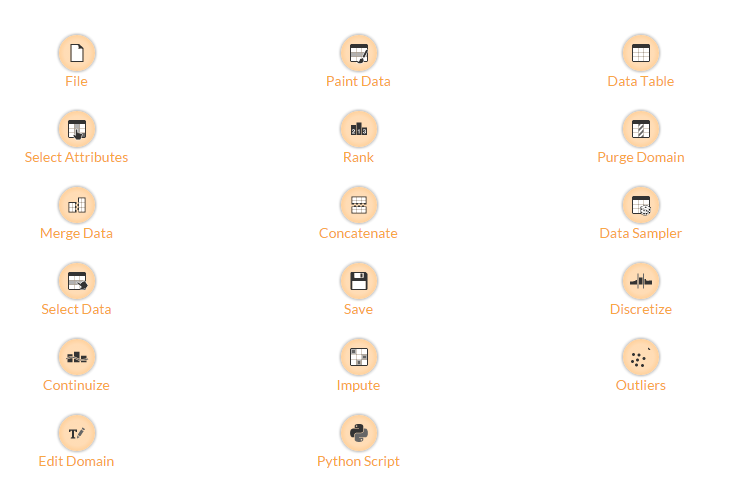 File
Paint Data
Data Table
Select Attributes
Rank
Purge Domain
Merge Data
Concatenate
Data Sampler
Select Data
Save
Discretize
Continuize
Impute
Outliers
Edit Domain
Python Script